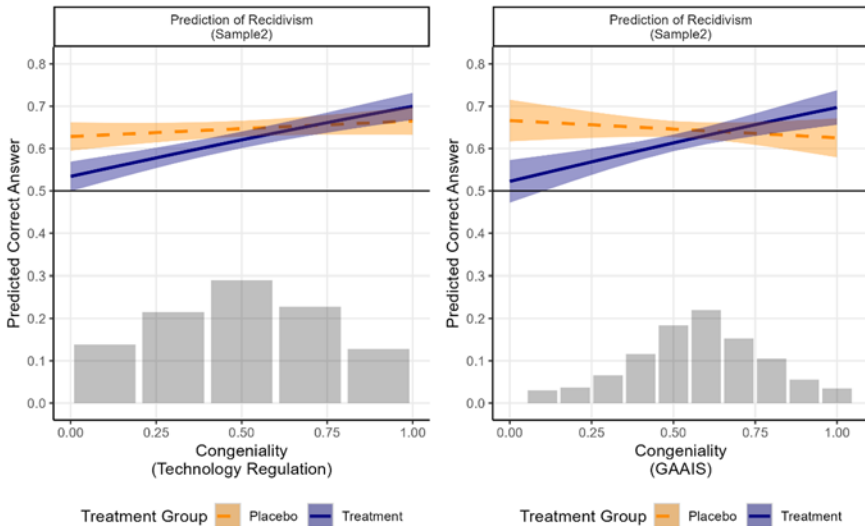 Prediction of Recidivism
(Sample2)
Predicted Correct Answer
0.8
0.7
0.6
0.5
0.4
0.3
0.2
0.1
0.0
0.00
0.25
0.50
0.75
1.00
Congeniality
(Technology Regulation)
Treatment Group
Placebo
Treatment
Prediction of Recidivism
(Sample2)
Predicted Correct Answer
0.8
0.7
0.6
0.5
0.4
0.3
0.2
0.1
0.0
0.00
0.25
0.50
0.75
1.00
Congeniality
(GAAIS)
Treatment Group
Placebo
Treatment